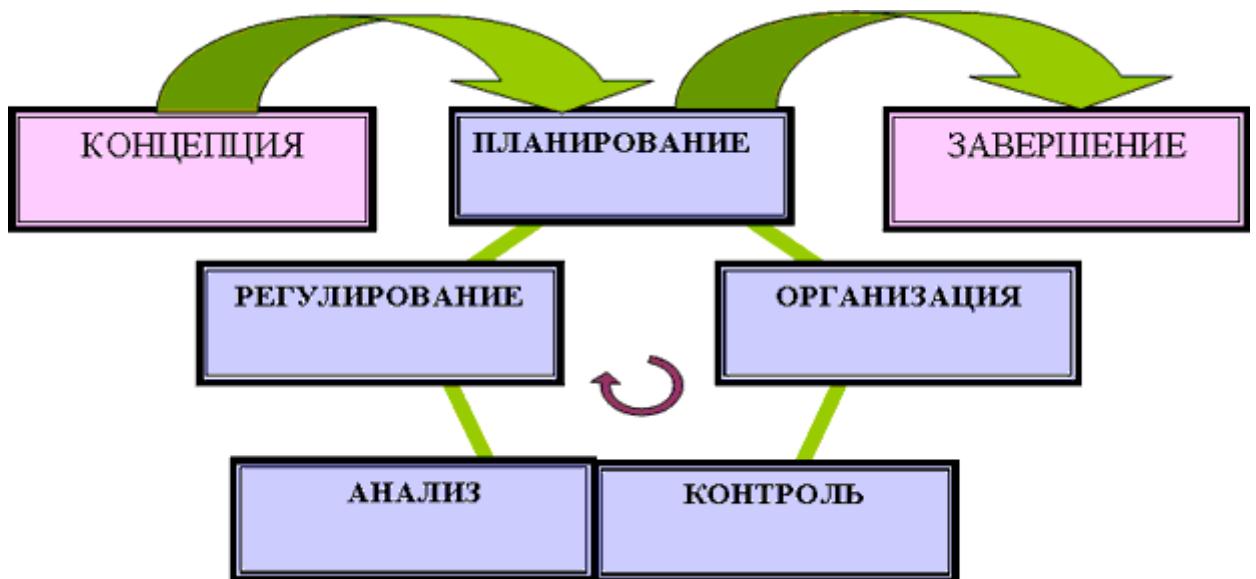 КОНЦЕПЦИЯ
ПЛАНИРОВАНИЕ
ЗАВЕРШЕНИЕ
РЕГУЛИРОВАНИЕ
ОРГАНИЗАЦИЯ
АНАЛИЗ
КОНТРОЛЬ